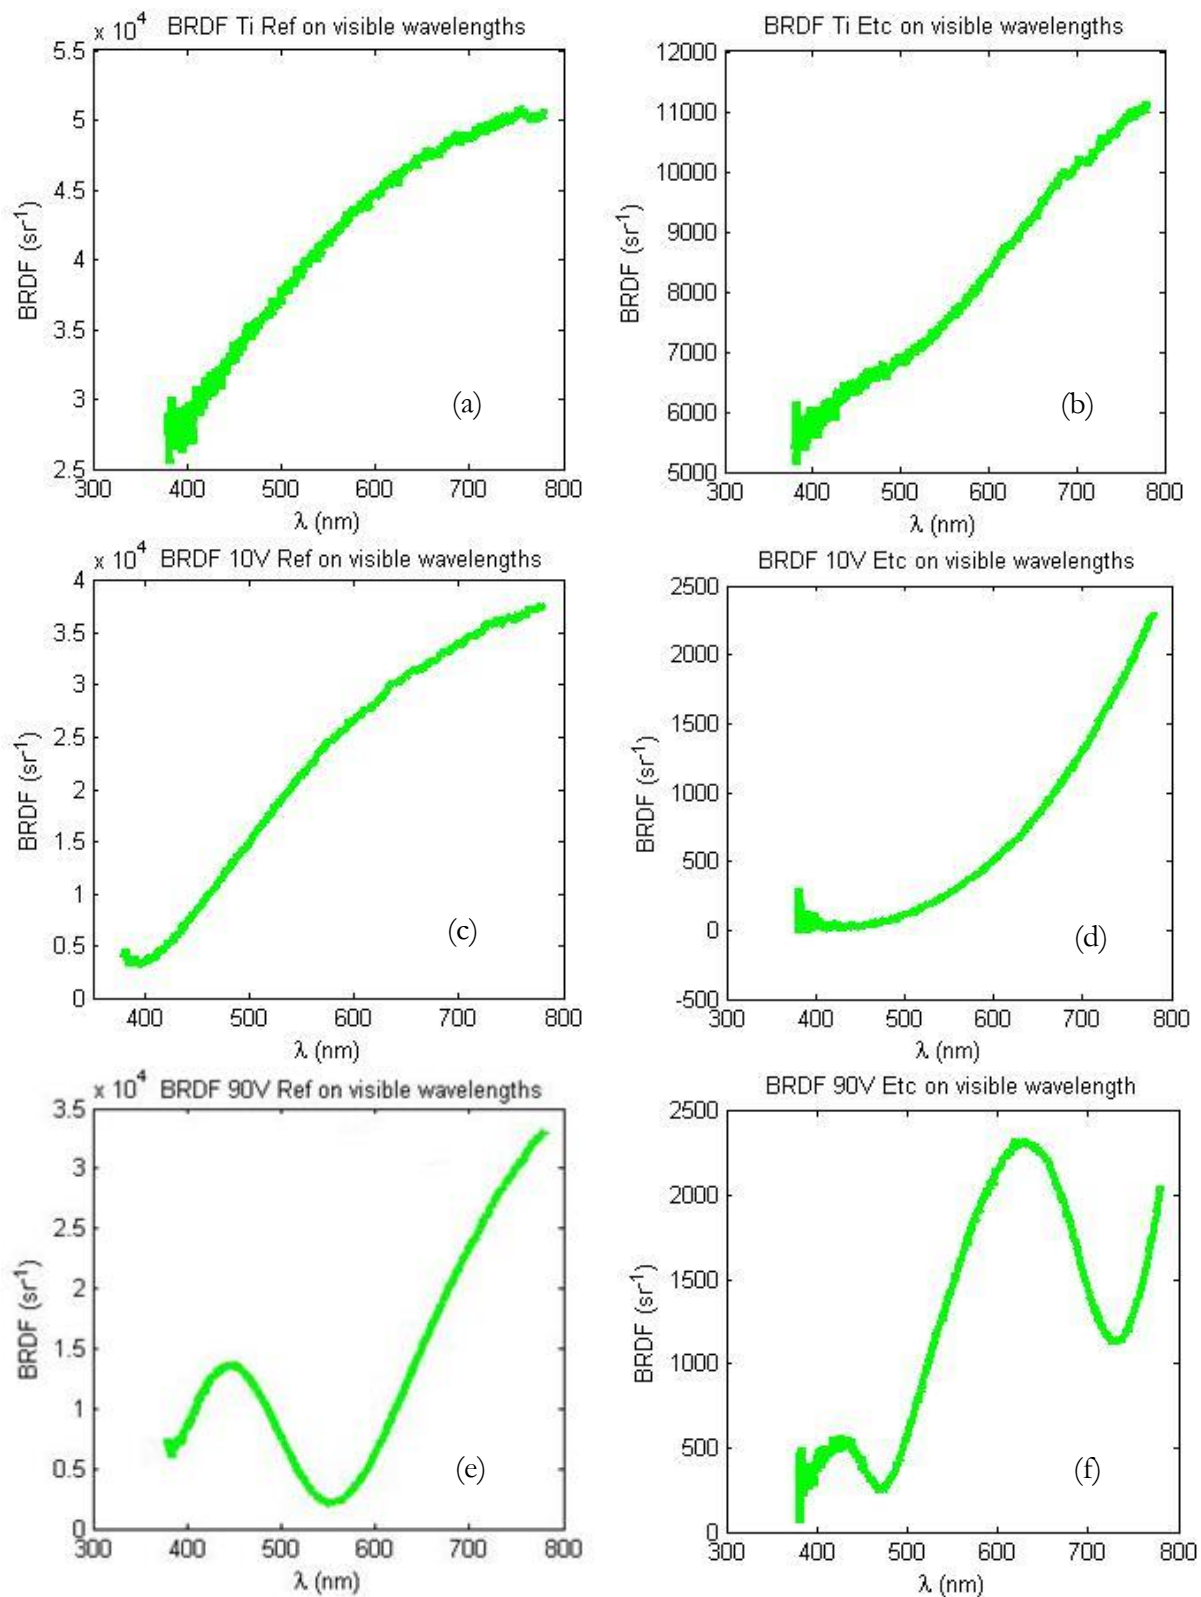 x 10^4 BRDF Ti Ref on visible wavelengths
5.5
5
4.5
4
3.5
3
2.5
BRDF (sr^-1)
(a)
300 400 500 600 700 800
λ (nm)
BRDF Ti Etc on visible wavelengths
12000
11000
10000
9000
8000
7000
6000
5000
BRDF (sr^-1)
(b)
300 400 500 600 700 800
λ (nm)
x 10^4 BRDF 10V Ref on visible wavelengths
4
3.5
3
2.5
2
1.5
1
0.5
0
BRDF (sr^-1)
(c)
400 500 600 700 800
λ (nm)
BRDF 10V Etc on visible wavelengths
2500
2000
1500
1000
500
0
-500
BRDF (sr^-1)
(d)
300 400 500 600 700 800
λ (nm)
x 10^4 BRDF 90V Ref on visible wavelengths
3.5
3
2.5
2
1.5
1
0.5
0
BRDF (sr^-1)
(e)
300 400 500 600 700 800
λ (nm)
BRDF 90V Etc on visible wavelength
2500
2000
1500
1000
500
0
BRDF (sr^-1)
(f)
300 400 500 600 700 800
λ (nm)